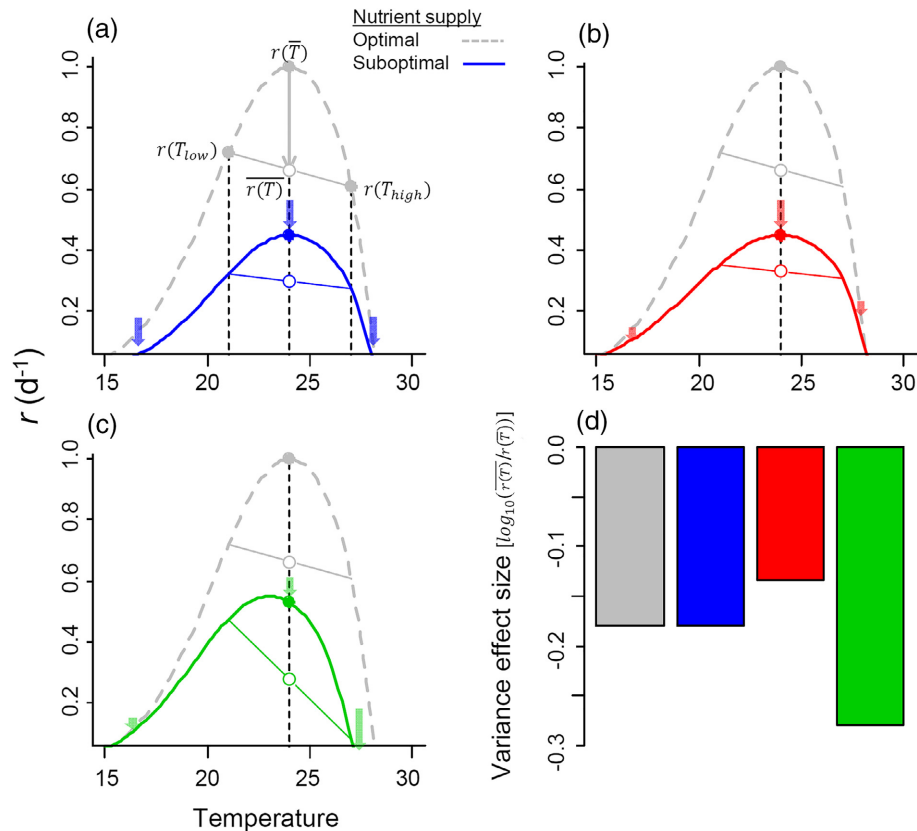 (a)
Nutrient supply
Optimal
Suboptimal
r(T̅)
r(T_low)
r(T)̅
r(T_high)
1.0
0.8
0.6
0.4
0.2
15 20 25 30
(b)
1.0
0.8
0.6
0.4
0.2
15 20 25 30
r (d⁻¹)
(c)
1.0
0.8
0.6
0.4
0.2
15 20 25 30
Temperature
(d)
Variance effect size [log₁₀(r(T)̅/r(T̅))]
0.0
-0.1
-0.2
-0.3